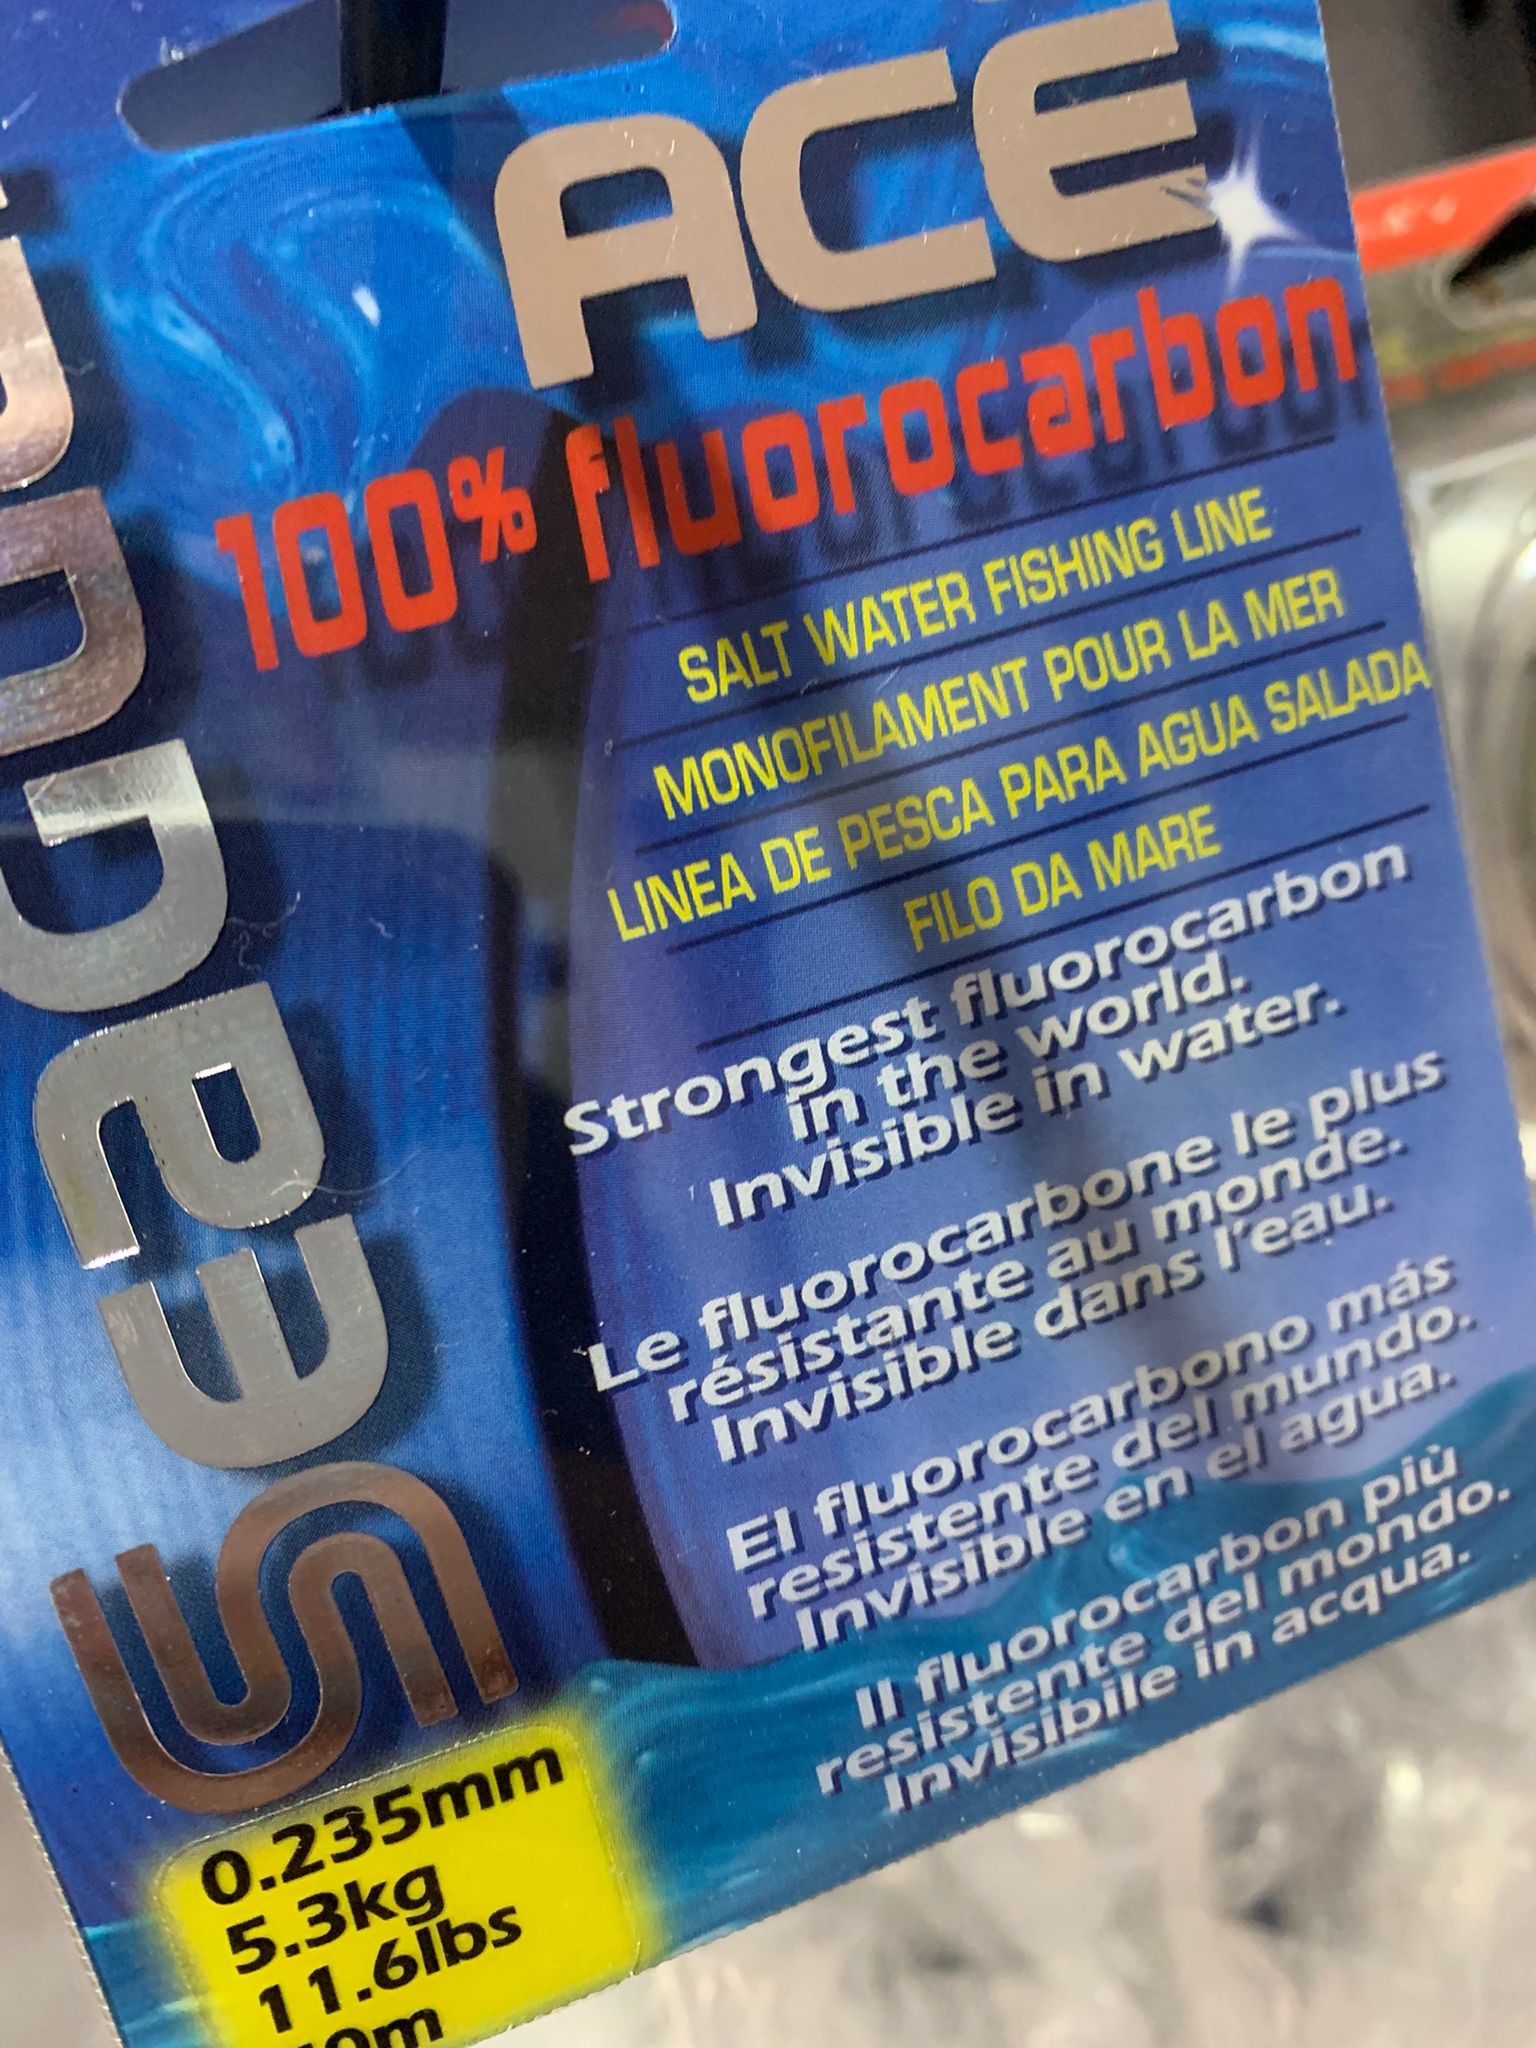 ACE
100% fluorocarbon
SALT WATER FISHING LINE
MONOFILAMENT POUR LA MER
LINEA DE PESCA PARA AGUA SALADA
FILO DA MARE
Strongest fluorocarbon
in the world.
Invisible in water.
Le fluorocarbone le plus
résistante au monde.
Invisible dans l'eau.
El fluorocarbono más
resistente del mundo.
Invisible en el agua.
Il fluorocarbon più
resistente del mondo.
Invisibile in acqua.
0.235mm
5.3kg
11.6lbs